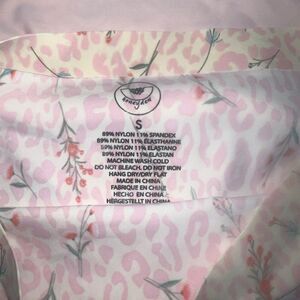 honeydew
S
89% NYLON 11% SPANDEX
89% NYLON 11% ELASTHANNE
89% NYLON 11% ELASTANO
89% NYLON 11% ELASTAN
MACHINE WASH COLD
DO NOT BLEACH. DO NOT IRON
HANG DRY/DRY FLAT
MADE IN CHINA
FABRIQUE EN CHINE
HECHO EN CHINA
HERGESTELLT IN CHINA